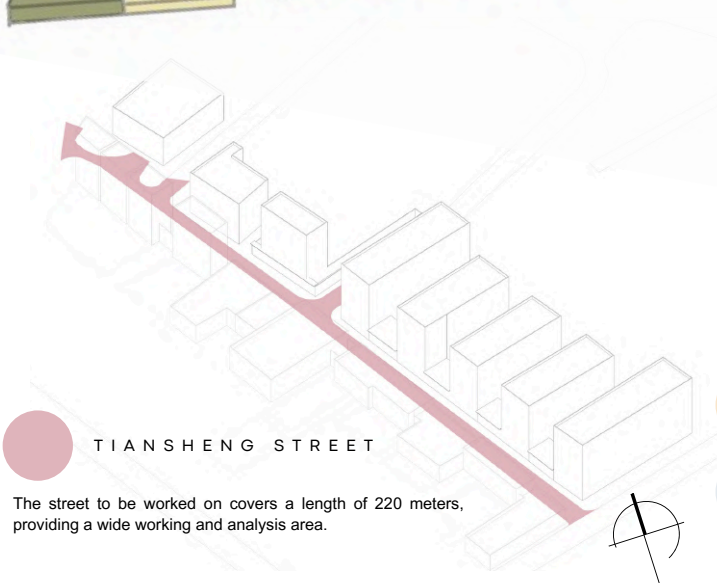 TIANSHENG STREET
The street to be worked on covers a length of 220 meters,
providing a wide working and analysis area.